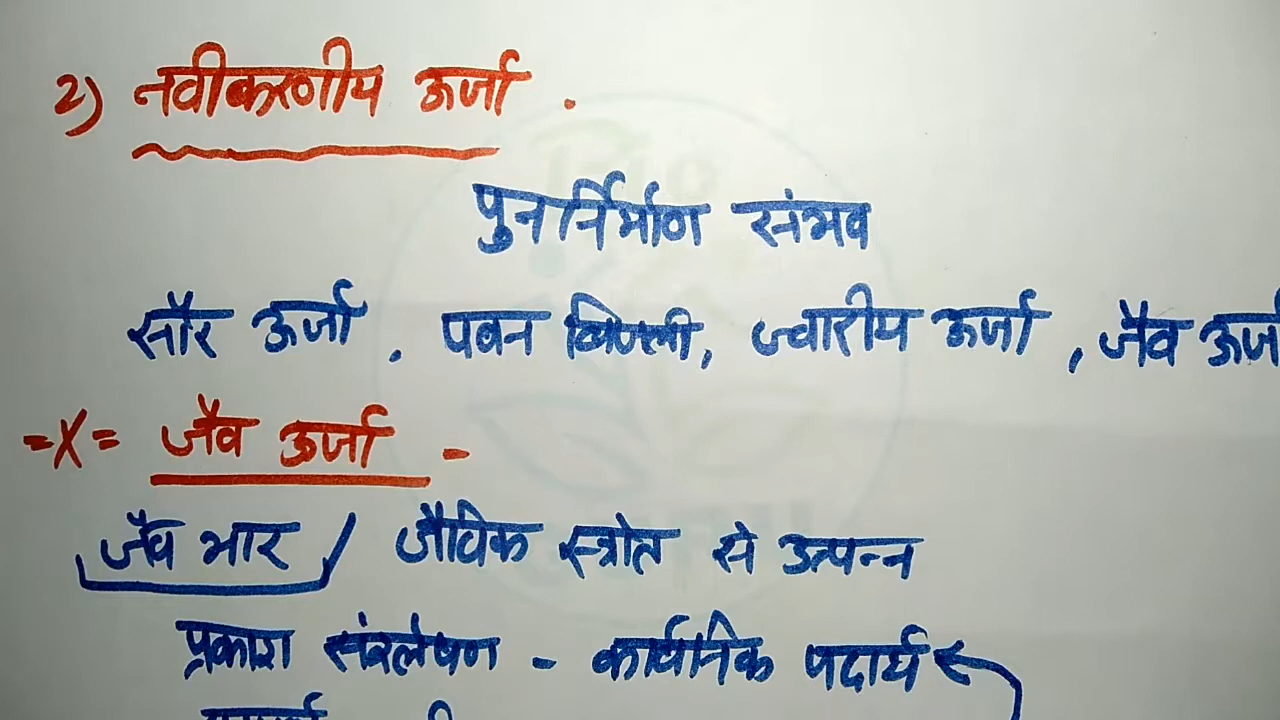 2) नवीकरणीय ऊर्जा .
पुनर्निर्माण संभव
सौर ऊर्जा , पवन बिजली, ज्वारीय ऊर्जा , जैव ऊर्जा
=X= जैव ऊर्जा -
जैव भार / जैविक स्त्रोत से उत्पन्न
प्रकाश संश्लेषण - कार्बनिक पदार्थ